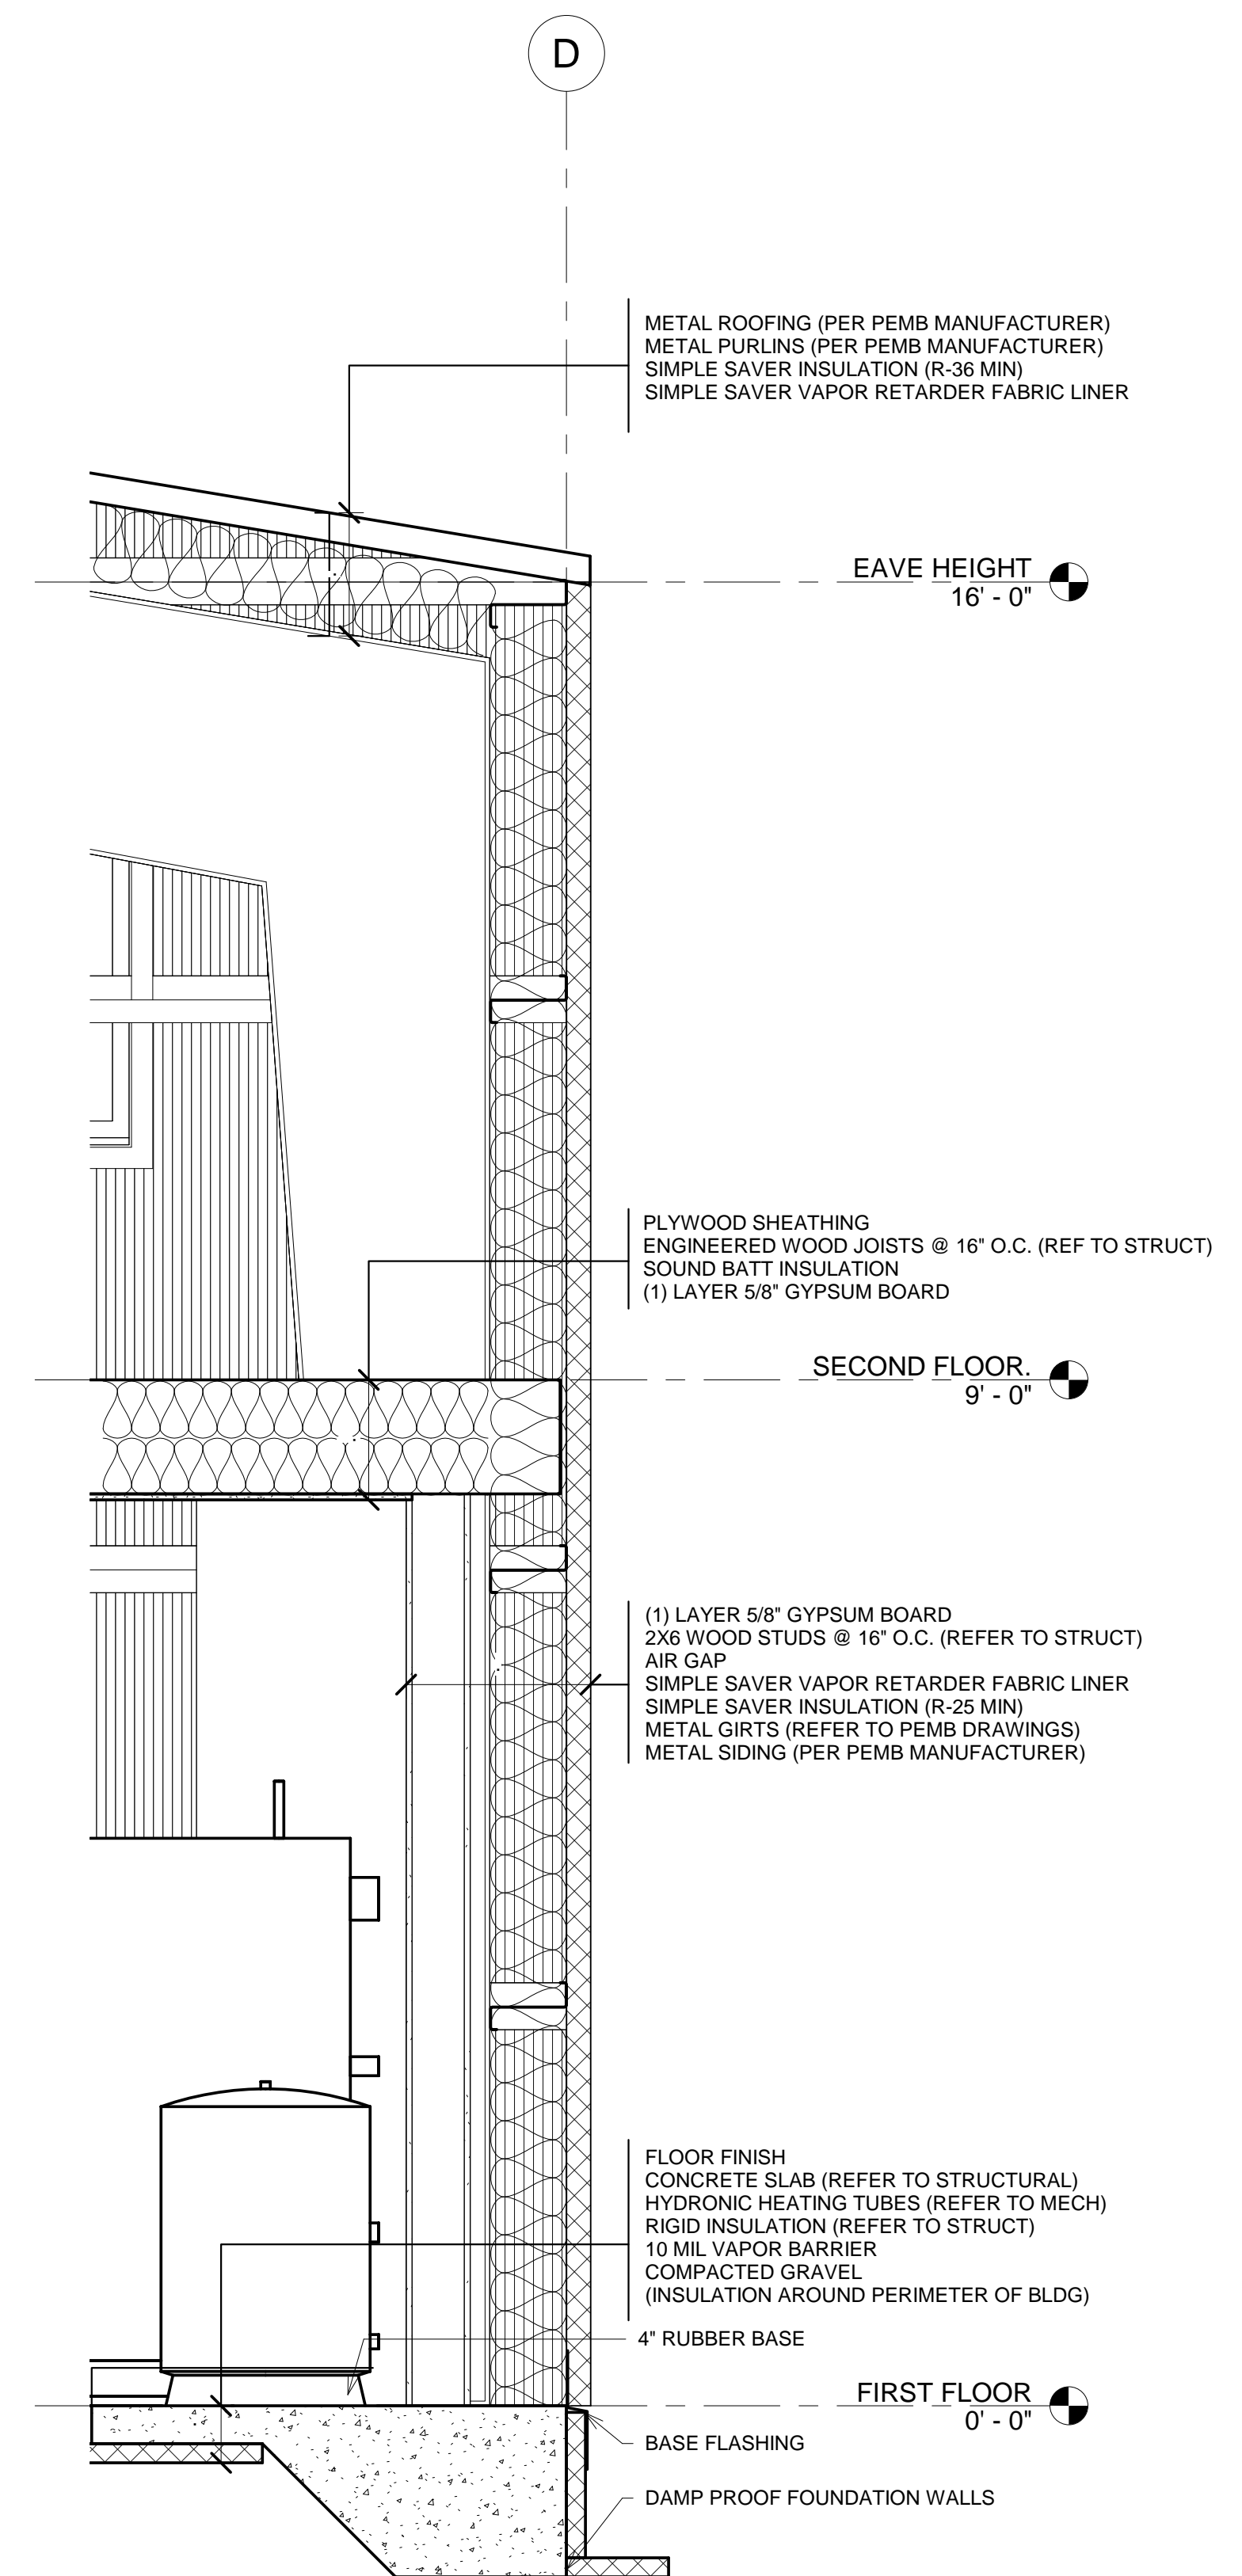 D
METAL ROOFING (PER PEMB MANUFACTURER)
METAL PURLINS (PER PEMB MANUFACTURER)
SIMPLE SAVER INSULATION (R-36 MIN)
SIMPLE SAVER VAPOR RETARDER FABRIC LINER
EAVE HEIGHT
16' - 0"
PLYWOOD SHEATHING
ENGINEERED WOOD JOISTS @ 16" O.C. (REF TO STRUCT)
SOUND BATT INSULATION
(1) LAYER 5/8" GYPSUM BOARD
SECOND FLOOR.
9' - 0"
(1) LAYER 5/8" GYPSUM BOARD
2X6 WOOD STUDS @ 16" O.C. (REFER TO STRUCT)
AIR GAP
SIMPLE SAVER VAPOR RETARDER FABRIC LINER
SIMPLE SAVER INSULATION (R-25 MIN)
METAL GIRTS (REFER TO PEMB DRAWINGS)
METAL SIDING (PER PEMB MANUFACTURER)
FLOOR FINISH
CONCRETE SLAB (REFER TO STRUCTURAL)
HYDRONIC HEATING TUBES (REFER TO MECH)
RIGID INSULATION (REFER TO STRUCT)
10 MIL VAPOR BARRIER
COMPACTED GRAVEL
(INSULATION AROUND PERIMETER OF BLDG)
4" RUBBER BASE
FIRST FLOOR
0' - 0"
BASE FLASHING
DAMP PROOF FOUNDATION WALLS